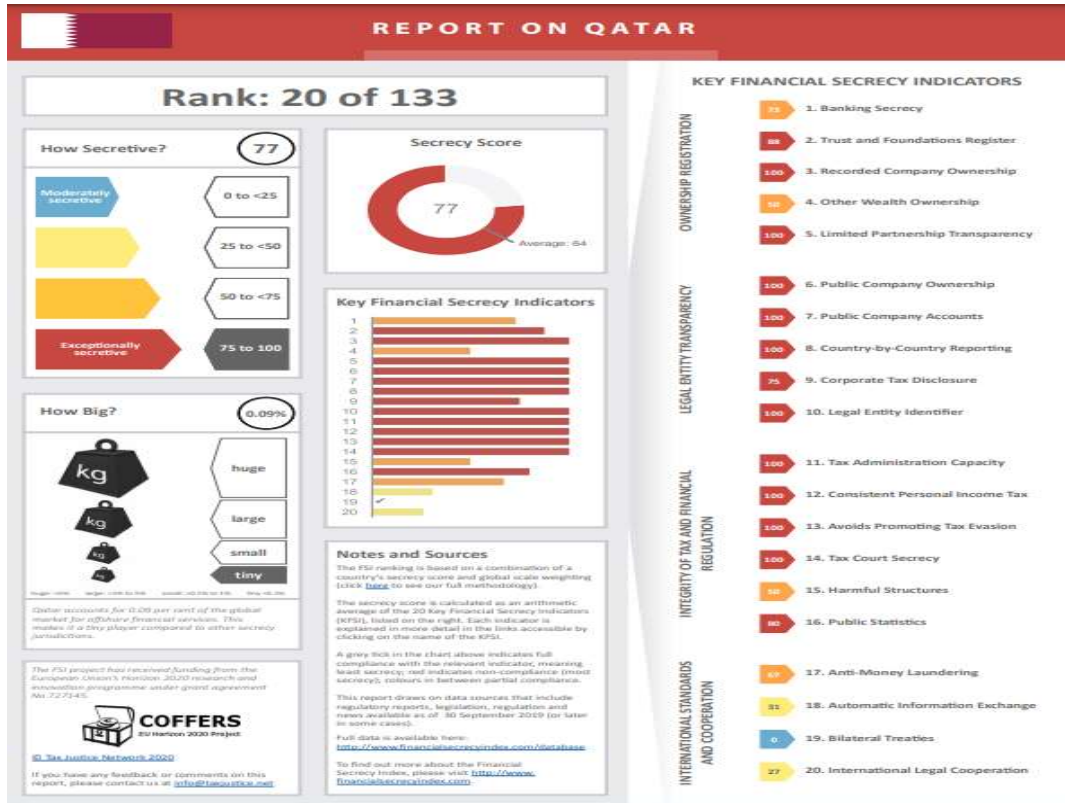 REPORT ON QATAR
Rank: 20 of 133
How Secretive?
77
Moderately
secretive
0 to <25
25 to <50
50 to <75
Exceptionally
secretive
75 to 100
How Big?
0.09%
kg
huge
kg
large
kg
small
kg
tiny
Qatar accounts for 0.09 per cent of the global
market for offshore financial services. This
makes it a tiny player compared to other secrecy
jurisdictions.
The FSI project has received funding from the
European Union's Horizon 2020 research and
innovation programme under grant agreement
No 727145.
COFFERS
EU Horizon 2020 Project
© Tax Justice Network 2020
If you have any feedback or comments on this
report, please contact us at info@taxjustice.net
Secrecy Score
77
Average: 64
Key Financial Secrecy Indicators
1
2
3
4
5
6
7
8
9
10
11
12
13
14
15
16
17
18
19
20
Notes and Sources
The FSI ranking is based on a combination of a
country's secrecy score and global scale weighting
(click here to see our full methodology).
The secrecy score is calculated as an arithmetic
average of the 20 Key Financial Secrecy Indicators
(KFSI), listed on the right. Each indicator is
explained in more detail in the links accessible by
clicking on the name of the KFSI.
A grey tick in the chart above indicates full
compliance with the relevant indicator, meaning
least secrecy; red indicates non-compliance (most
secrecy); colours in between partial compliance.
This report draws on data sources that include
regulatory reports, legislation, regulation and
news available as of 30 September 2019 (or later
in some cases).
Full data is available here:
http://www.financialsecrecyindex.com/database
To find out more about the Financial
Secrecy Index, please visit http://www.
financialsecrecyindex.com
KEY FINANCIAL SECRECY INDICATORS
OWNERSHIP REGISTRATION
73 1. Banking Secrecy
88 2. Trust and Foundations Register
100 3. Recorded Company Ownership
50 4. Other Wealth Ownership
100 5. Limited Partnership Transparency
LEGAL ENTITY TRANSPARENCY
100 6. Public Company Ownership
100 7. Public Company Accounts
100 8. Country-by-Country Reporting
75 9. Corporate Tax Disclosure
100 10. Legal Entity Identifier
INTEGRITY OF TAX AND FINANCIAL
REGULATION
100 11. Tax Administration Capacity
100 12. Consistent Personal Income Tax
100 13. Avoids Promoting Tax Evasion
100 14. Tax Court Secrecy
50 15. Harmful Structures
80 16. Public Statistics
INTERNATIONAL STANDARDS
AND COOPERATION
67 17. Anti-Money Laundering
31 18. Automatic Information Exchange
0 19. Bilateral Treaties
27 20. International Legal Cooperation